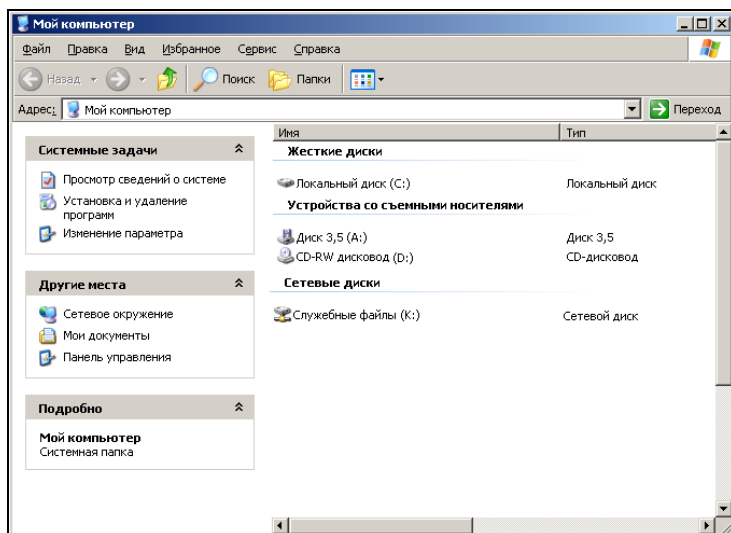 Мой компьютер
Файл Правка Вид Избранное Сервис Справка
Назад Поиск Папки
Адрес: Мой компьютер Переход
Системные задачи
Просмотр сведений о системе
Установка и удаление
программ
Изменение параметра
Другие места
Сетевое окружение
Мои документы
Панель управления
Подробно
Мой компьютер
Системная папка
Имя Тип
Жесткие диски
Локальный диск (C:) Локальный диск
Устройства со съемными носителями
Диск 3,5 (A:) Диск 3,5
CD-RW дисковод (D:) CD-дисковод
Сетевые диски
Служебные файлы (K:) Сетевой диск